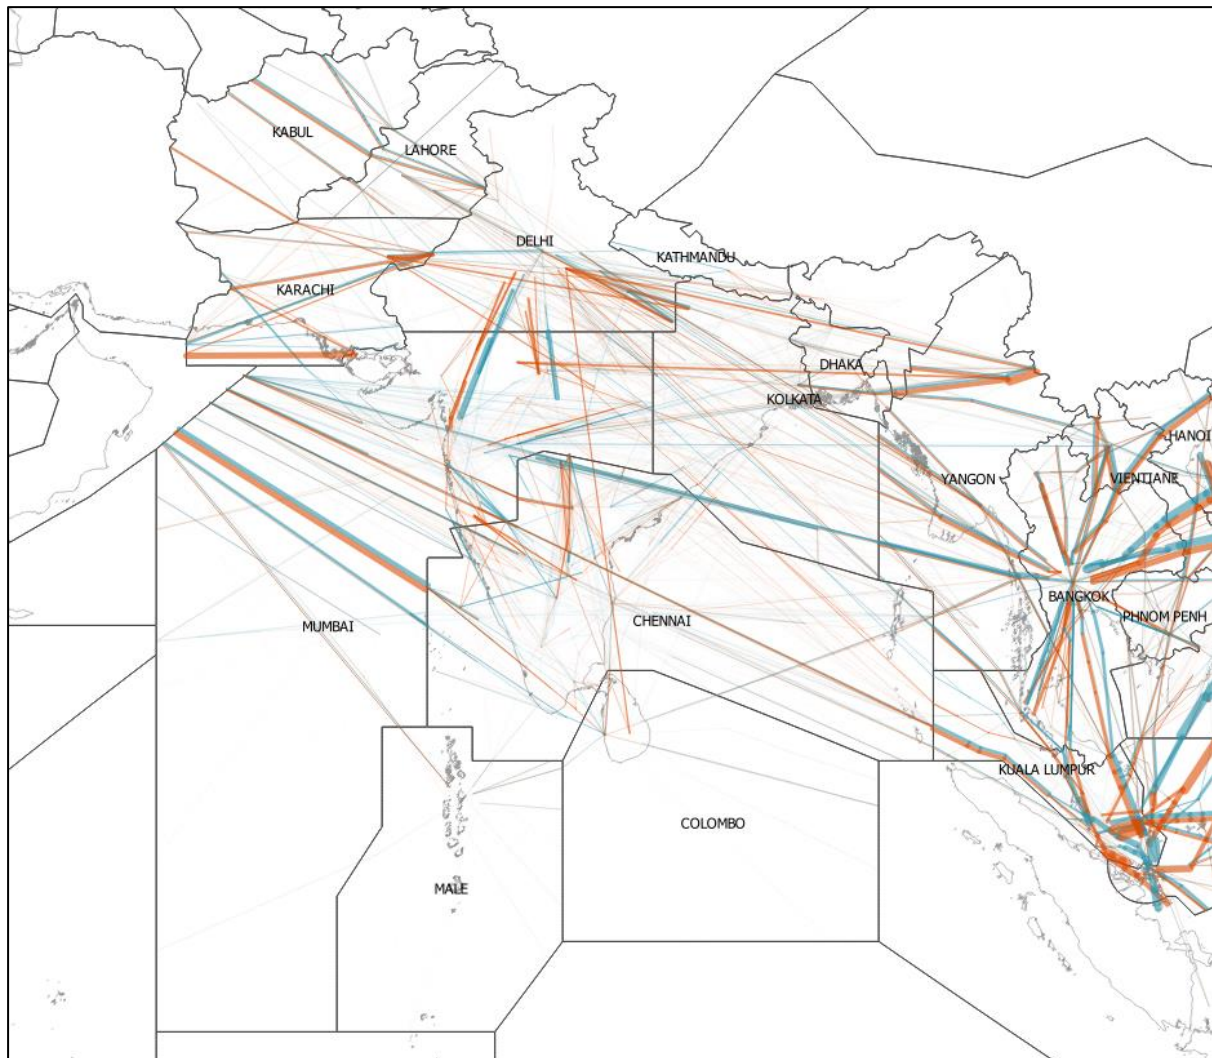 KABUL
LAHORE
DELHI
KATHMANDU
KARACHI
DHAKA
KOLKATA
HANOI
YANGON
VIENTIANE
BANGKOK
PHNOM PENH
MUMBAI
CHENNAI
KUALA LUMPUR
COLOMBO
MALE